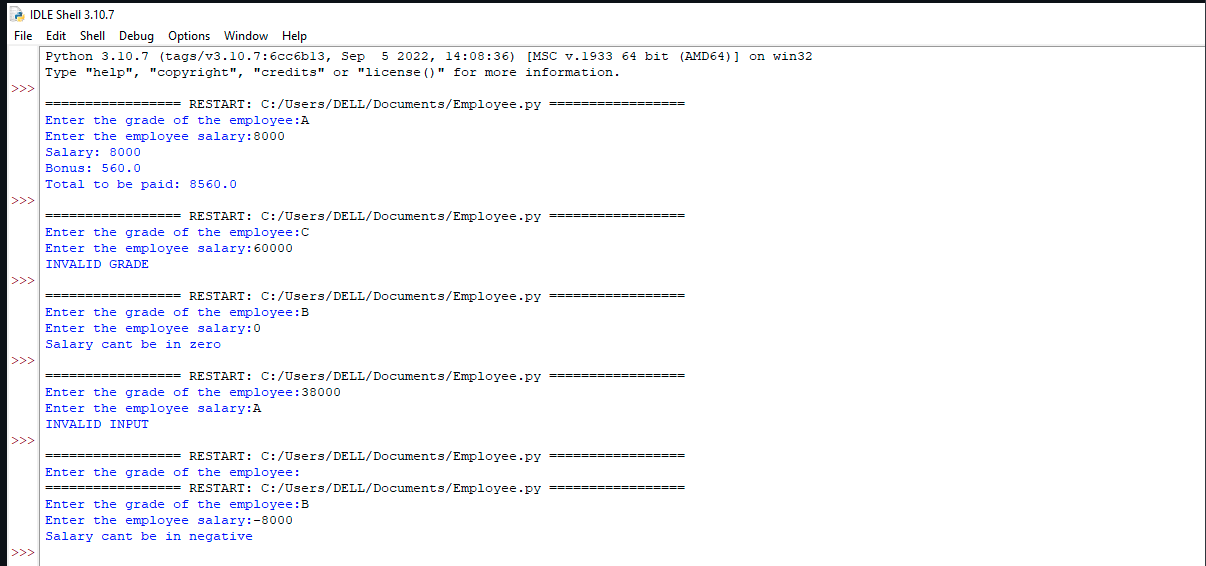 IDLE Shell 3.10.7
File Edit Shell Debug Options Window Help
Python 3.10.7 (tags/v3.10.7:6cc6b13, Sep  5 2022, 14:08:36) [MSC v.1933 64 bit (AMD64)] on win32
Type "help", "copyright", "credits" or "license()" for more information.
>>>
================= RESTART: C:/Users/DELL/Documents/Employee.py =================
Enter the grade of the employee:A
Enter the employee salary:8000
Salary: 8000
Bonus: 560.0
Total to be paid: 8560.0
>>>
================= RESTART: C:/Users/DELL/Documents/Employee.py =================
Enter the grade of the employee:C
Enter the employee salary:60000
INVALID GRADE
>>>
================= RESTART: C:/Users/DELL/Documents/Employee.py =================
Enter the grade of the employee:B
Enter the employee salary:0
Salary cant be in zero
>>>
================= RESTART: C:/Users/DELL/Documents/Employee.py =================
Enter the grade of the employee:38000
Enter the employee salary:A
INVALID INPUT
>>>
================= RESTART: C:/Users/DELL/Documents/Employee.py =================
Enter the grade of the employee:
================= RESTART: C:/Users/DELL/Documents/Employee.py =================
Enter the grade of the employee:B
Enter the employee salary:-8000
Salary cant be in negative
>>>